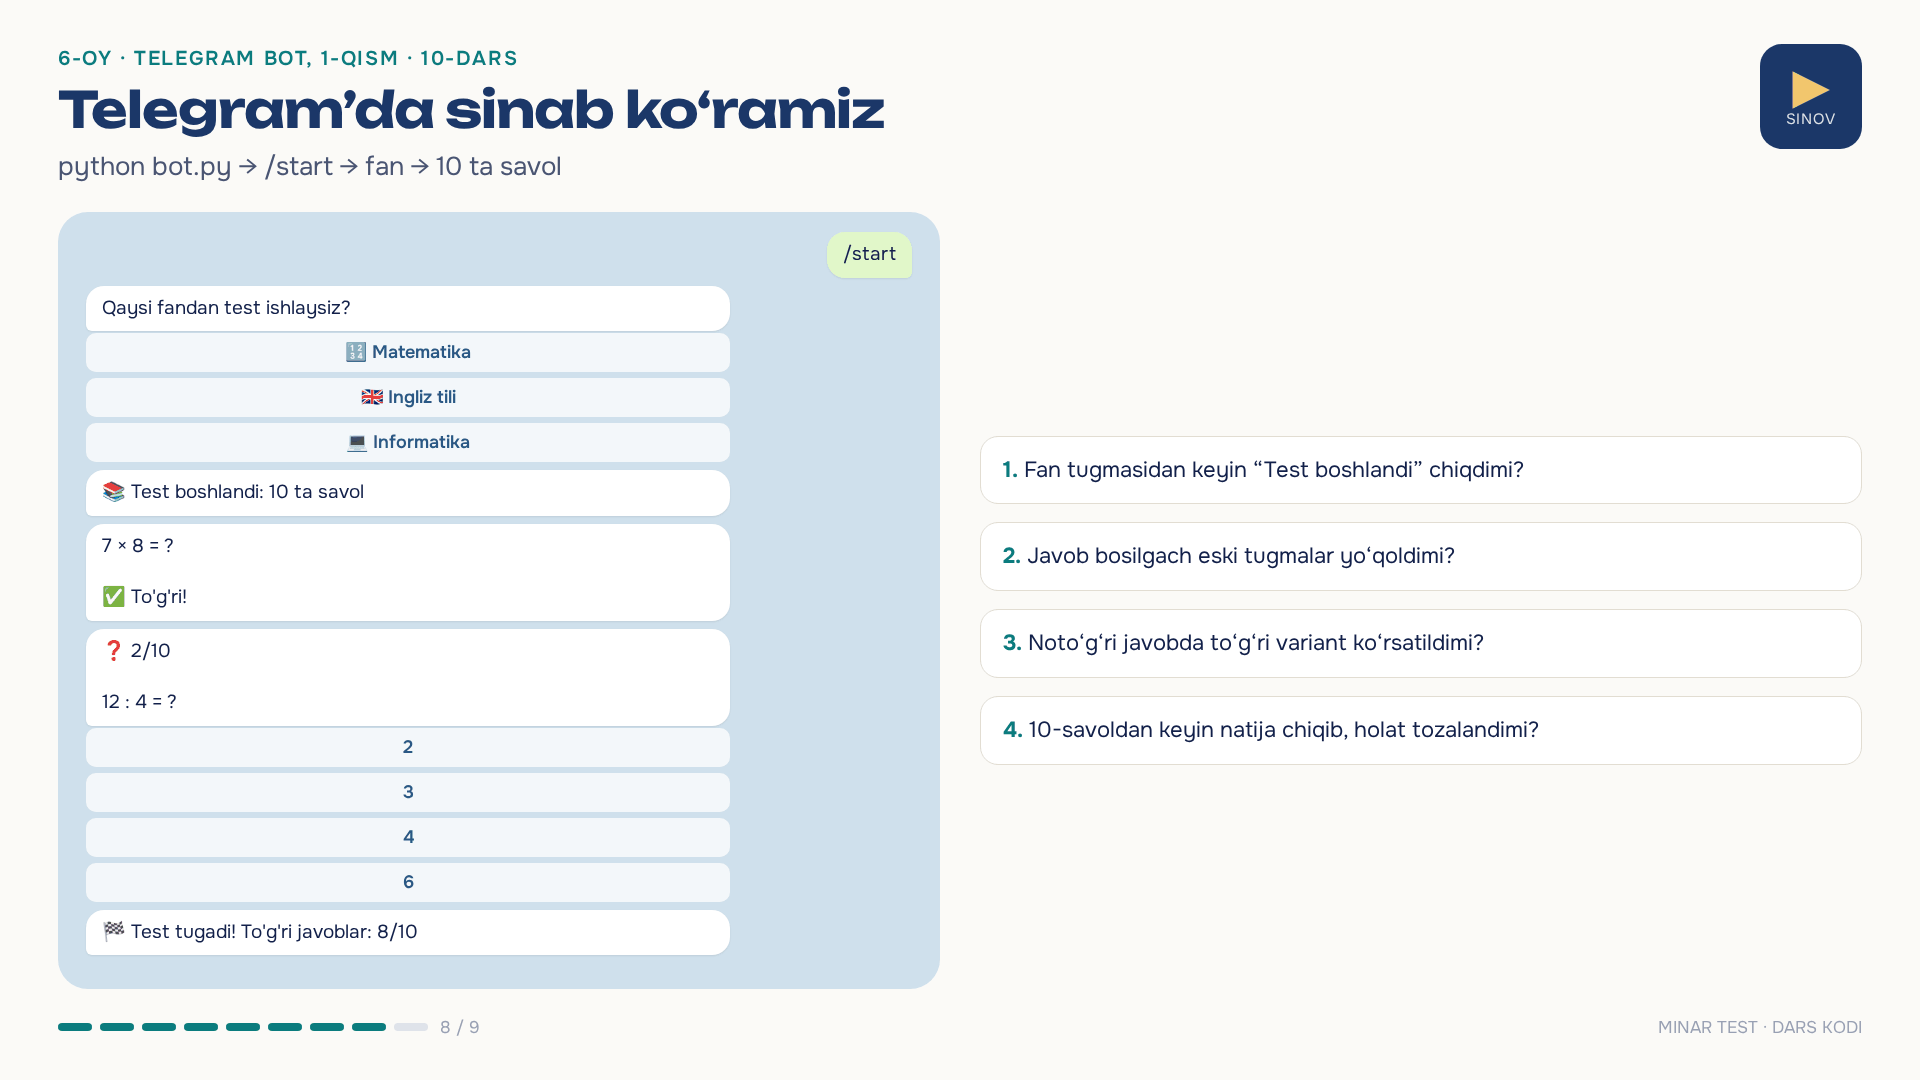 6-OY · TELEGRAM BOT, 1-QISM · 10-DARS
Telegram’da sinab ko‘ramiz
python bot.py → /start → fan → 10 ta savol
SINOV
/start
Qaysi fandan test ishlaysiz?
🔢 Matematika
🇬🇧 Ingliz tili
💻 Informatika
📚 Test boshlandi: 10 ta savol
7 × 8 = ?
✅ To'g'ri!
❓ 2/10
12 : 4 = ?
2
3
4
6
🏁 Test tugadi! To'g'ri javoblar: 8/10
1. Fan tugmasidan keyin “Test boshlandi” chiqdimi?
2. Javob bosilgach eski tugmalar yo‘qoldimi?
3. Noto‘g‘ri javobda to‘g‘ri variant ko‘rsatildimi?
4. 10-savoldan keyin natija chiqib, holat tozalandimi?
8 / 9
MINAR TEST · DARS KODI